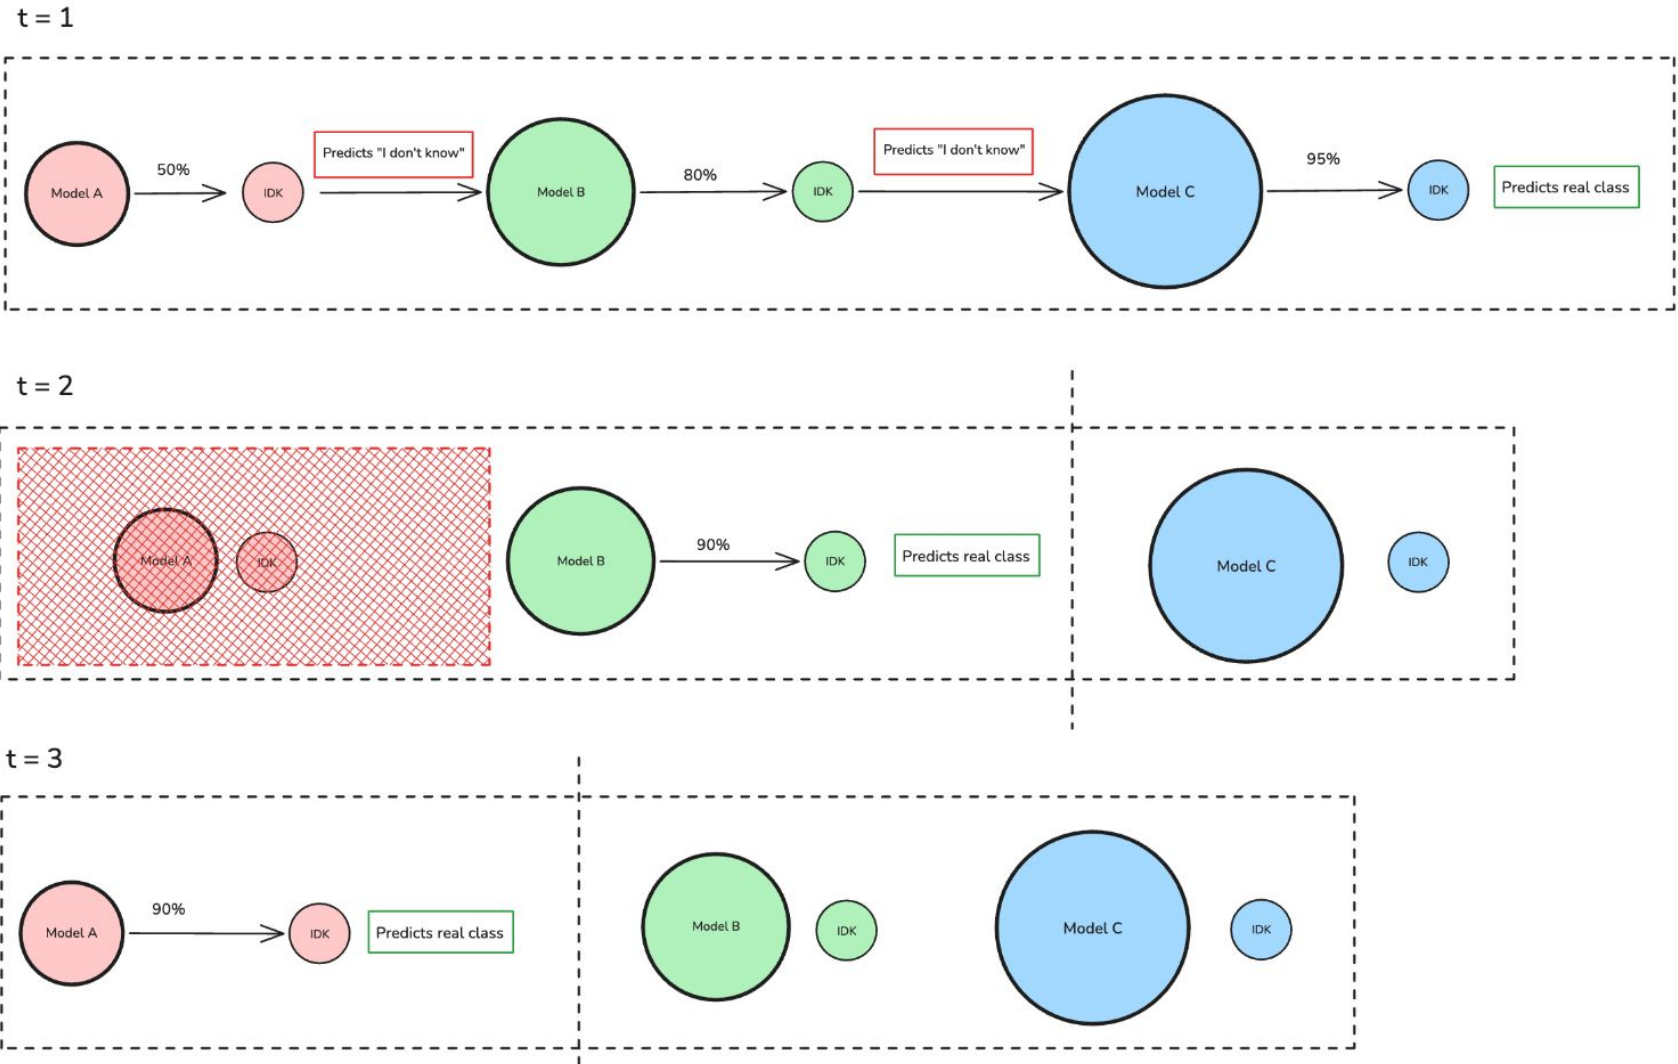 t = 1
Model A
50%
IDK
Predicts "I don't know"
Model B
80%
IDK
Predicts "I don't know"
Model C
95%
IDK
Predicts real class
t = 2
Model A
IDK
Model B
90%
IDK
Predicts real class
Model C
IDK
t = 3
Model A
90%
IDK
Predicts real class
Model B
IDK
Model C
IDK